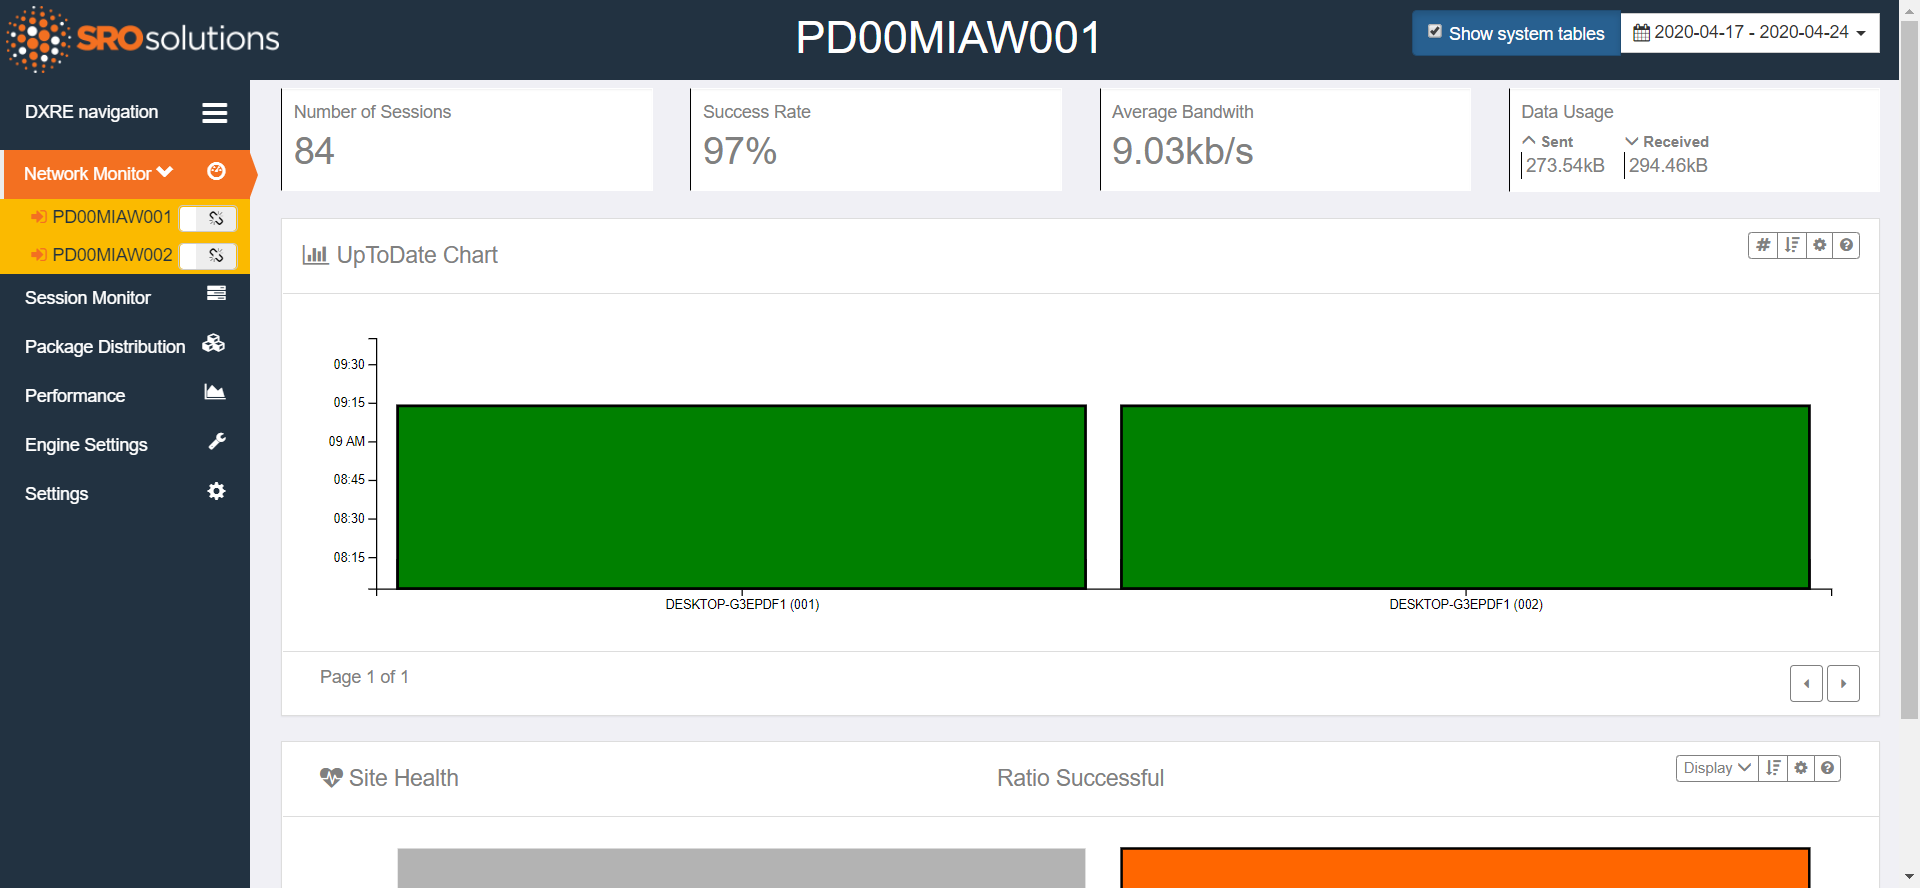 SROsolutions
PD00MIAW001
Show system tables
2020-04-17 - 2020-04-24
DXRE navigation
Network Monitor
PD00MIAW001
PD00MIAW002
Session Monitor
Package Distribution
Performance
Engine Settings
Settings
Number of Sessions
84
Success Rate
97%
Average Bandwith
9.03kb/s
Data Usage
Sent
Received
273.54kB
294.46kB
UpToDate Chart
09:30
09:15
09 AM
08:45
08:30
08:15
DESKTOP-G3EPDF1 (001)
DESKTOP-G3EPDF1 (002)
Page 1 of 1
Site Health
Ratio Successful
Display